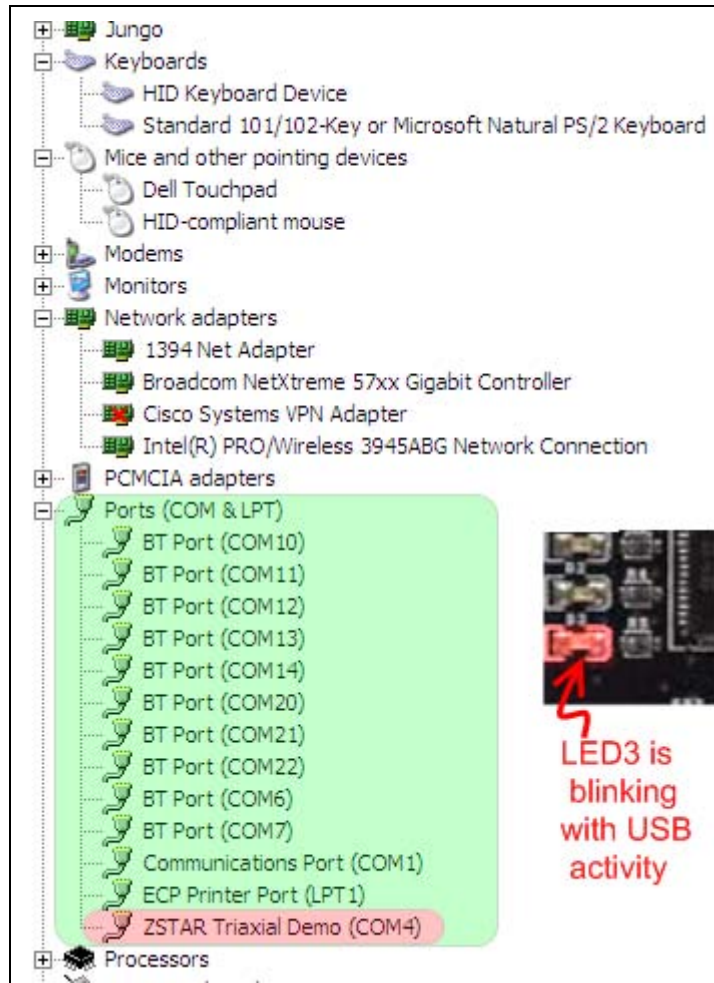 Jungo
Keyboards
HID Keyboard Device
Standard 101/102-Key or Microsoft Natural PS/2 Keyboard
Mice and other pointing devices
Dell Touchpad
HID-compliant mouse
Modems
Monitors
Network adapters
1394 Net Adapter
Broadcom NetXtreme 57xx Gigabit Controller
Cisco Systems VPN Adapter
Intel(R) PRO/Wireless 3945ABG Network Connection
PCMCIA adapters
Ports (COM & LPT)
BT Port (COM10)
BT Port (COM11)
BT Port (COM12)
BT Port (COM13)
BT Port (COM14)
BT Port (COM20)
BT Port (COM21)
BT Port (COM22)
BT Port (COM6)
BT Port (COM7)
Communications Port (COM1)
ECP Printer Port (LPT1)
ZSTAR Triaxial Demo (COM4)
Processors
LED3 is
blinking
with USB
activity